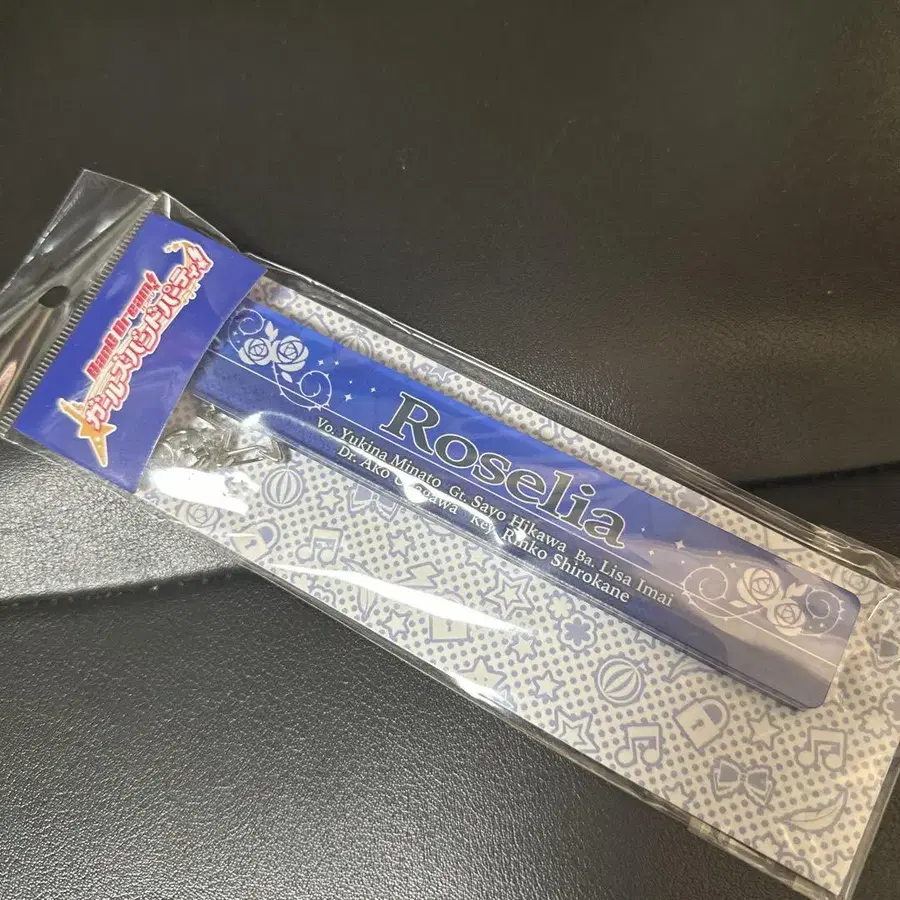 BanG Dream!
ガールズバンドパーティ!
Roselia
Vo. Yukina Minato Gt. Sayo Hikawa Ba. Lisa Imai
Dr. Ako Key. Rinko Shirokane